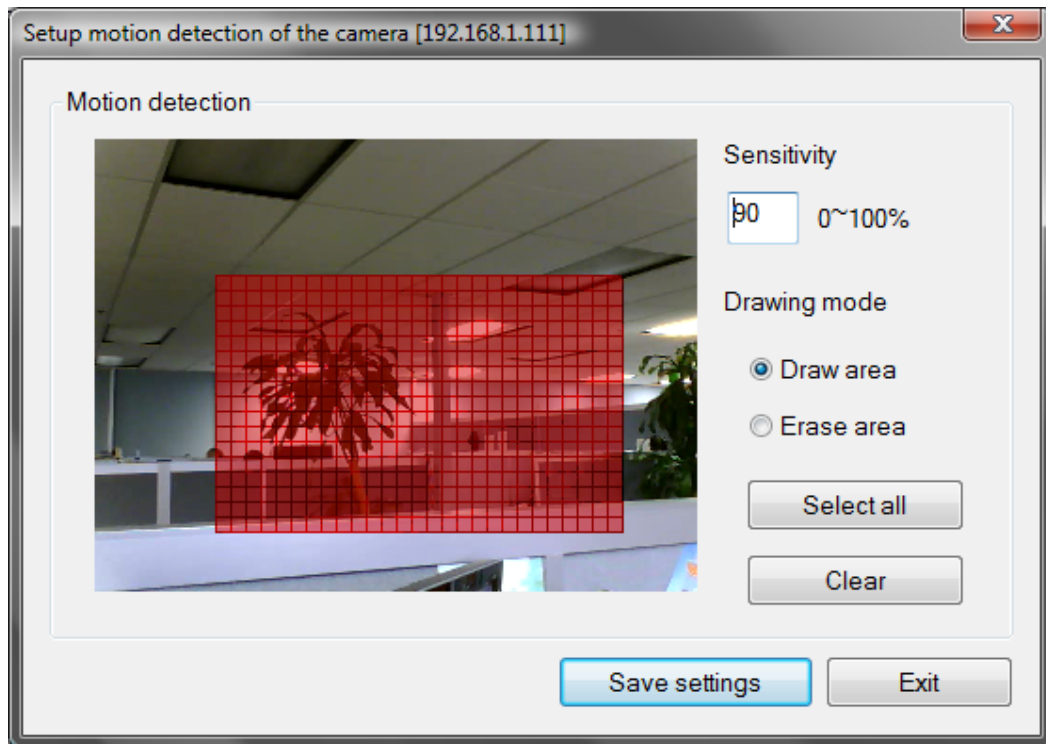 Setup motion detection of the camera [192.168.1.111]
X
Motion detection
Sensitivity
90 0~100%
Drawing mode
Draw area
Erase area
Select all
Clear
Save settings
Exit